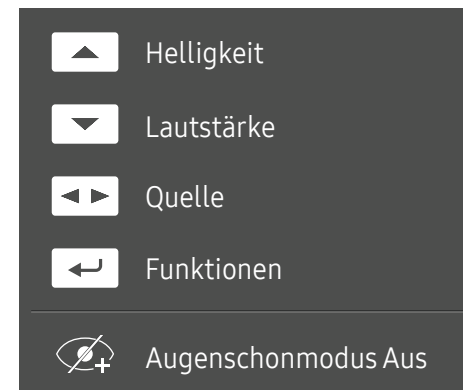 Helligkeit
Lautstärke
Quelle
Funktionen
Augenschonmodus Aus